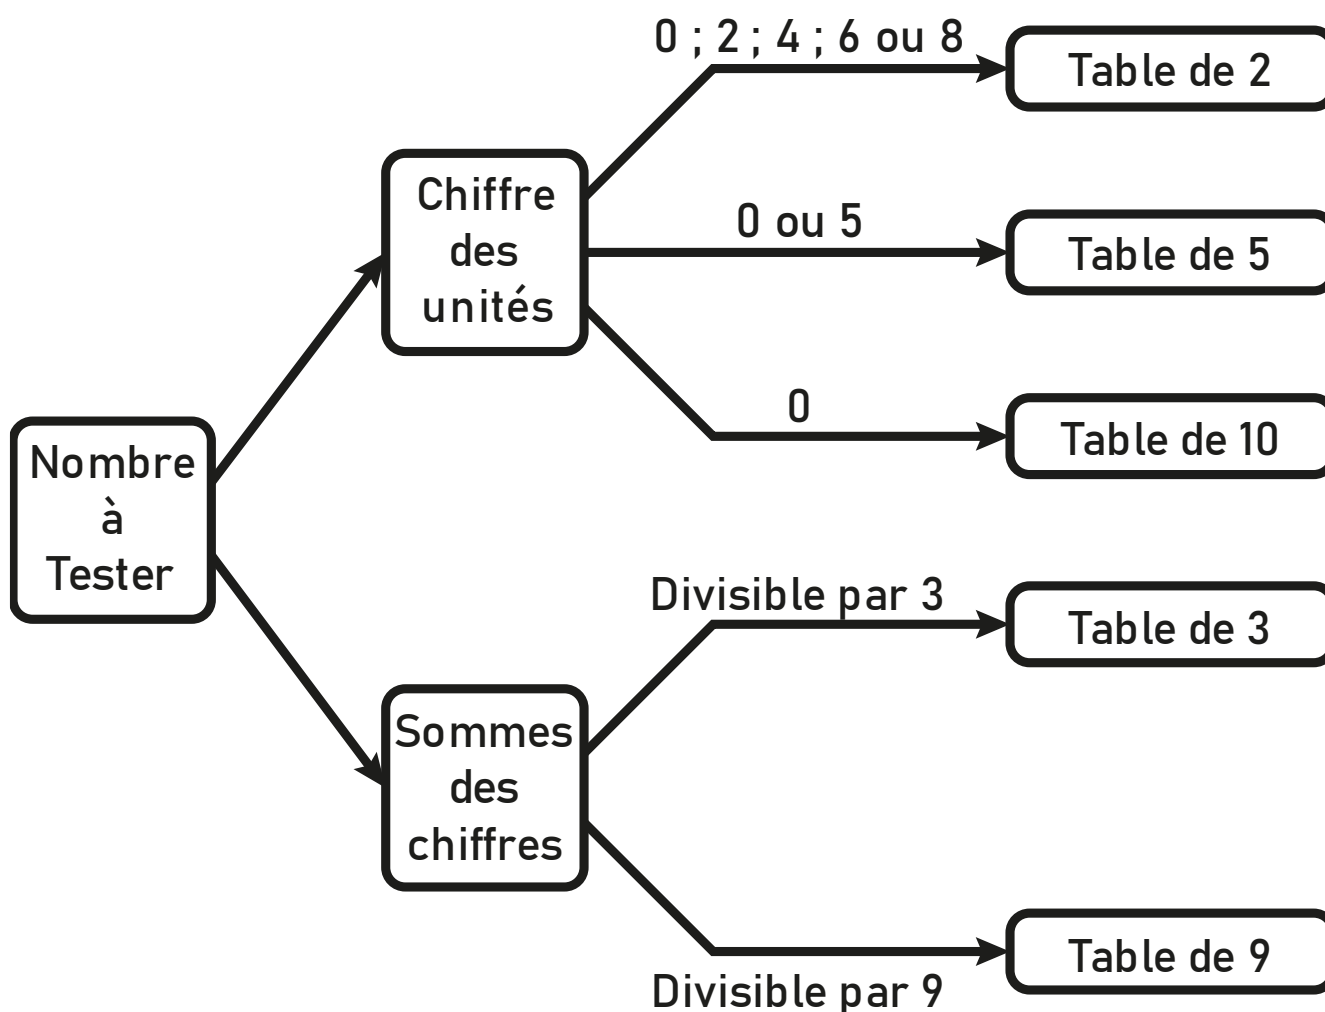 Nombre
à
Tester
Chiffre
des
unités
0 ; 2 ; 4 ; 6 ou 8
Table de 2
0 ou 5
Table de 5
0
Table de 10
Sommes
des
chiffres
Divisible par 3
Table de 3
Divisible par 9
Table de 9